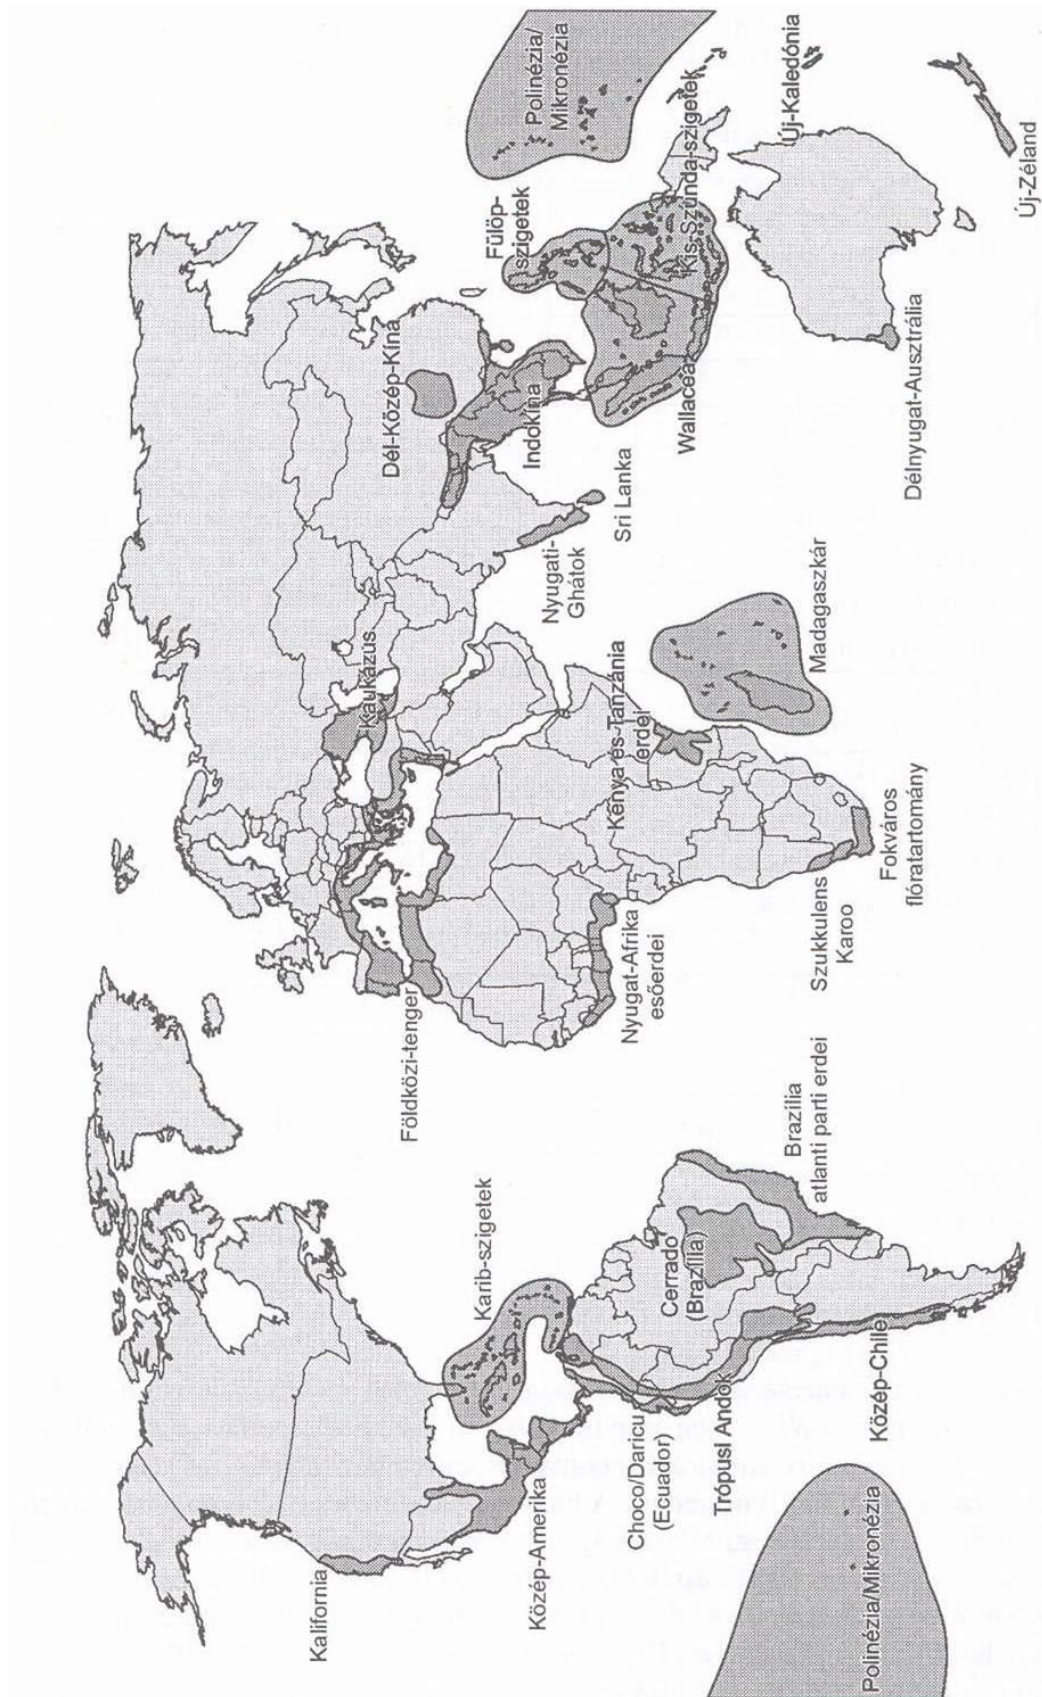 Kalifornia
Közép-Amerika
Karib-szigetek
Choco/Daricu
(Ecuador)
Trópusi Andok
Cerrado
(Brazília)
Brazília
atlanti parti erdei
Közép-Chile
Polinézia/Mikronézia
Földközi-tenger
Kaukázus
Nyugat-Afrika
esőerdei
Kénya és Tanzánia
erdei
Szukkulens
Karoo
Fokváros
flóratartomány
Madagaszkár
Nyugati-
Ghátok
Sri Lanka
Dél-Közép-Kína
Indokína
Fülöp-
szigetek
Wallacea
Kis-Szunda-szigetek
Polinézia/
Mikronézia
Új-Kaledónia
Délnyugat-Ausztrália
Új-Zéland